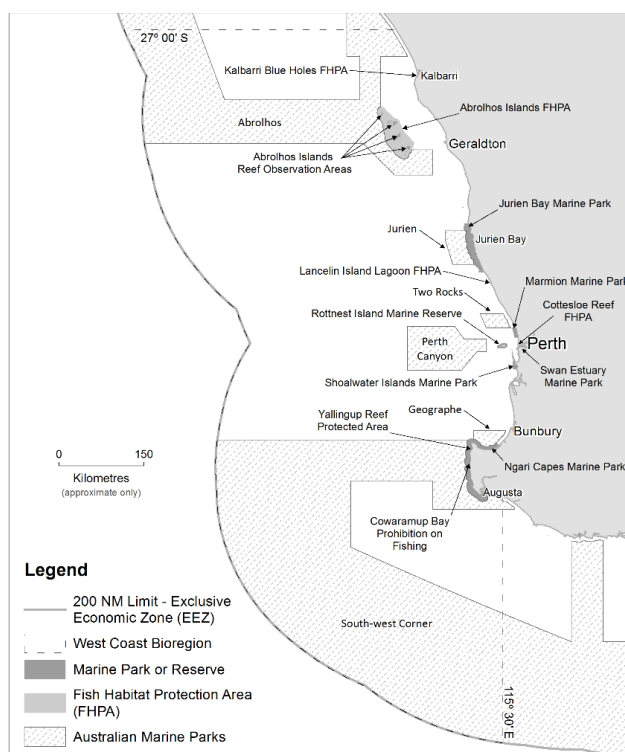 27° 00' S
Kalbarri Blue Holes FHPA
Kalbarri
Abrolhos Islands FHPA
Abrolhos
Geraldton
Abrolhos Islands
Reef Observation Areas
Jurien Bay Marine Park
Jurien
Jurien Bay
Lancelin Island Lagoon FHPA
Marmion Marine Park
Two Rocks
Cottesloe Reef
FHPA
Rottnest Island Marine Reserve
Perth
Perth
Canyon
Swan Estuary
Marine Park
Shoalwater Islands Marine Park
Yallingup Reef
Protected Area
Geographe
Bunbury
0
150
Kilometres
(approximate only)
Ngari Capes Marine Park
Augusta
Cowaramup Bay
Prohibition on
Fishing
Legend
200 NM Limit - Exclusive
Economic Zone (EEZ)
West Coast Bioregion
Marine Park or Reserve
Fish Habitat Protection Area
(FHPA)
Australian Marine Parks
South-west Corner
115° 30' E